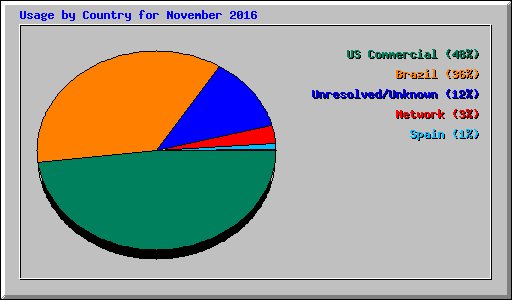 Usage by Country for November 2016
US Commercial (48%)
Brazil (36%)
Unresolved/Unknown (12%)
Network (3%)
Spain (1%)